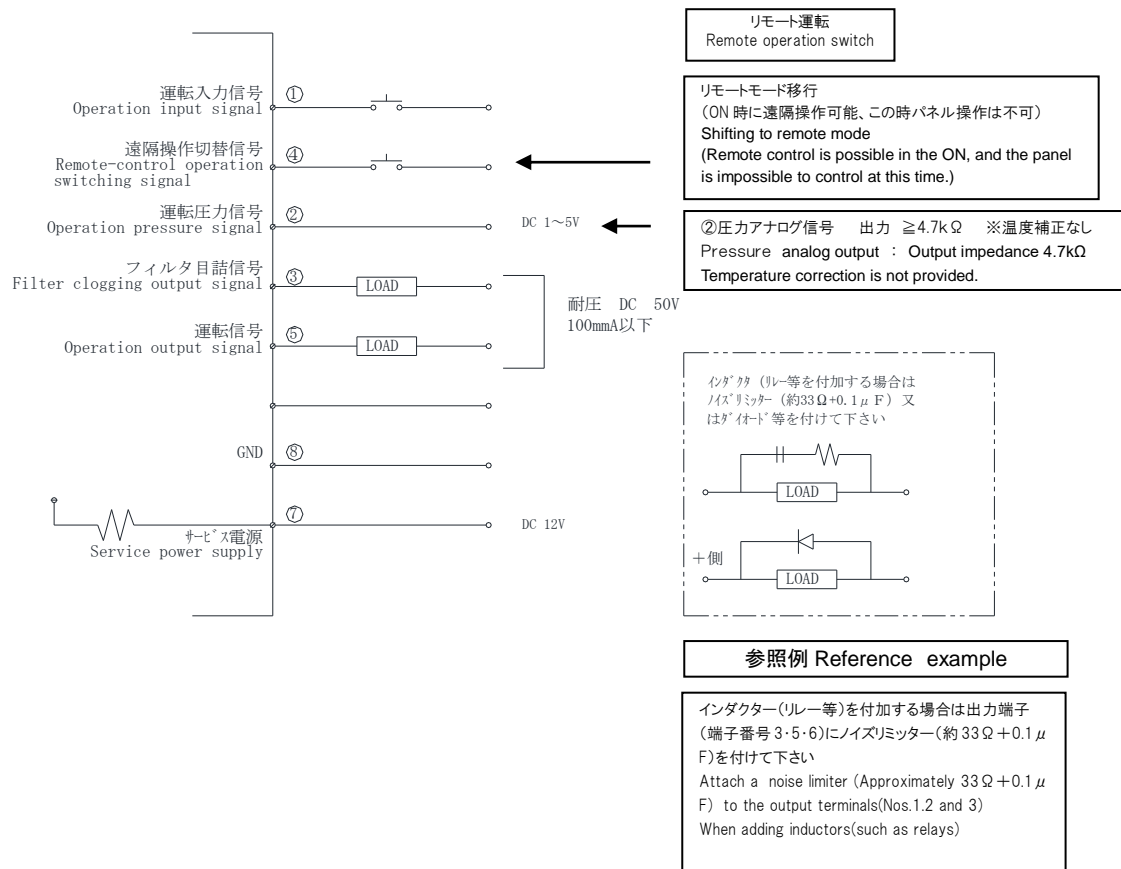 リモート運転
Remote operation switch
運転入力信号 ①
Operation input signal
遠隔操作切替信号 ④
Remote-control operation
switching signal
リモートモード移行
(ON 時に遠隔操作可能、この時パネル操作は不可)
Shifting to remote mode
(Remote control is possible in the ON, and the panel
is impossible to control at this time.)
運転圧力信号 ②
Operation pressure signal
DC 1～5V
②圧力アナログ信号 出力 ≧4.7kΩ ※温度補正なし
Pressure analog output : Output impedance 4.7kΩ
Temperature correction is not provided.
フィルタ目詰信号 ③
Filter clogging output signal
LOAD
運転信号 ⑤
Operation output signal
LOAD
耐圧 DC 50V
100mmA以下
GND ⑧
⑦
サービス電源
Service power supply
DC 12V
インダクタ（リレー等を付加する場合は
ノイズリミッター（約33Ω+0.1μF）又
はダイオード等を付けて下さい
LOAD
＋側
LOAD
参照例 Reference example
インダクター(リレー等)を付加する場合は出力端子
(端子番号 3・5・6)にノイズリミッター(約 33Ω＋0.1μ
F)を付けて下さい
Attach a noise limiter (Approximately 33Ω＋0.1μ
F) to the output terminals(Nos.1.2 and 3)
When adding inductors(such as relays)